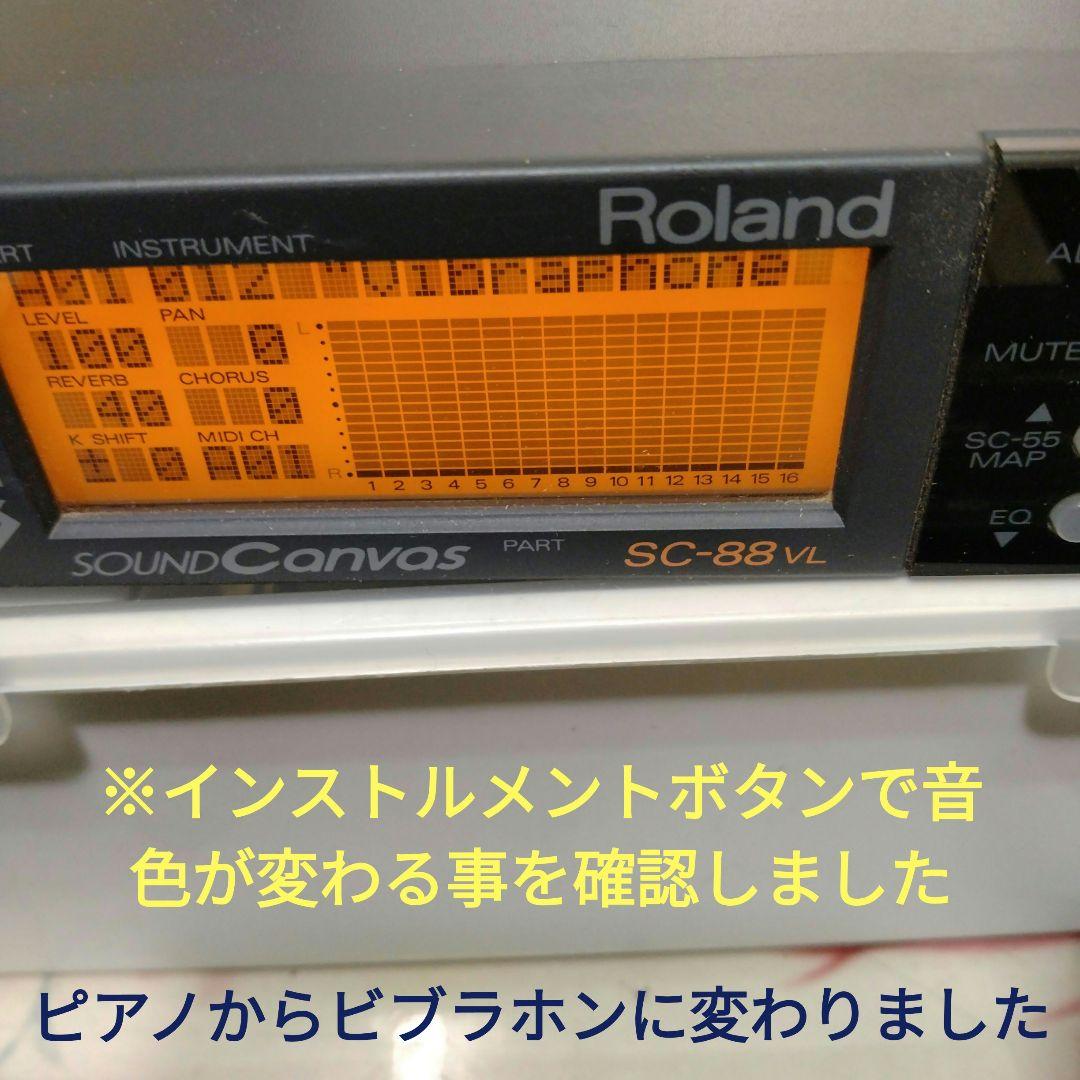 Roland
INSTRUMENT
A01 012 "Vibraphone
LEVEL PAN
100 0
L
REVERB CHORUS
40 0
K SHIFT MIDI CH
± 0 A01
R
1 2 3 4 5 6 7 8 9 10 11 12 13 14 15 16
SOUND Canvas PART SC-88 VL
MUTE
▲
SC-55
MAP
EQ
▼
※インストルメントボタンで音
色が変わる事を確認しました
ピアノからビブラホンに変わりました